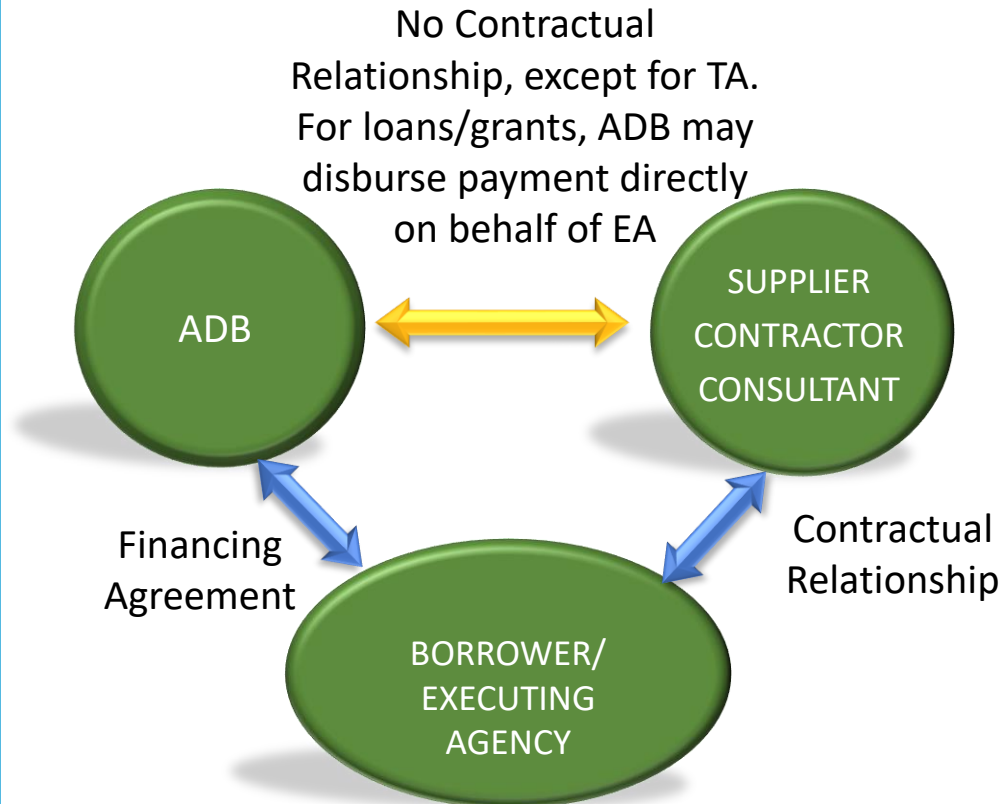 No Contractual
Relationship, except for TA.
For loans/grants, ADB may
disburse payment directly
on behalf of EA
ADB
SUPPLIER
CONTRACTOR
CONSULTANT
Financing
Agreement
Contractual
Relationship
BORROWER/
EXECUTING
AGENCY